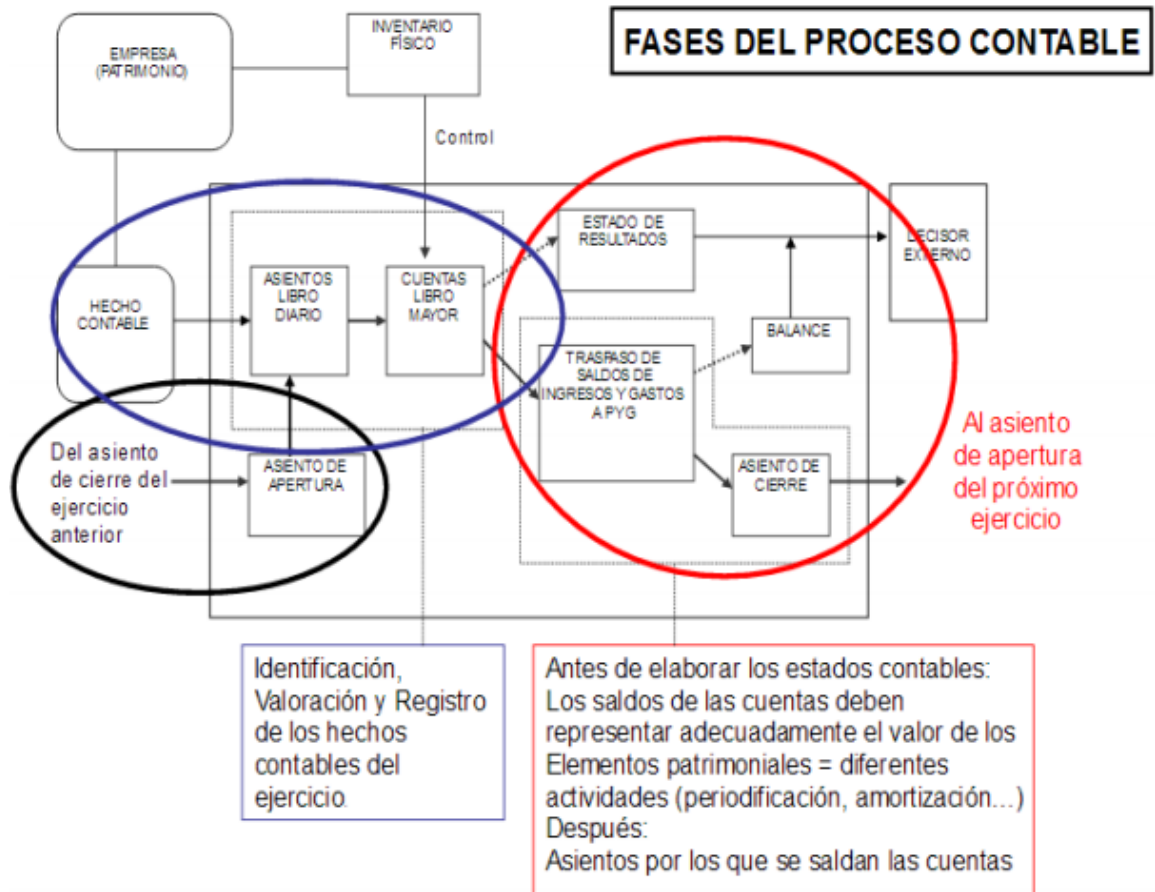 FASES DEL PROCESO CONTABLE
EMPRESA
(PATRIMONIO)
INVENTARIO
FÍSICO
Control
HECHO
CONTABLE
ASIENTOS
LIBRO
DIARIO
CUENTAS
LIBRO
MAYOR
ESTADO DE
RESULTADOS
DECISOR
EXTERNO
BALANCE
TRASPASO DE
SALDOS DE
INGRESOS Y GASTOS
A PYG
Del asiento
de cierre del
ejercicio
anterior
ASIENTO DE
APERTURA
ASIENTO DE
CIERRE
Al asiento
de apertura
del próximo
ejercicio
Identificación,
Valoración y Registro
de los hechos
contables del
ejercicio.
Antes de elaborar los estados contables:
Los saldos de las cuentas deben
representar adecuadamente el valor de los
Elementos patrimoniales = diferentes
actividades (periodificación, amortización...)
Después:
Asientos por los que se saldan las cuentas